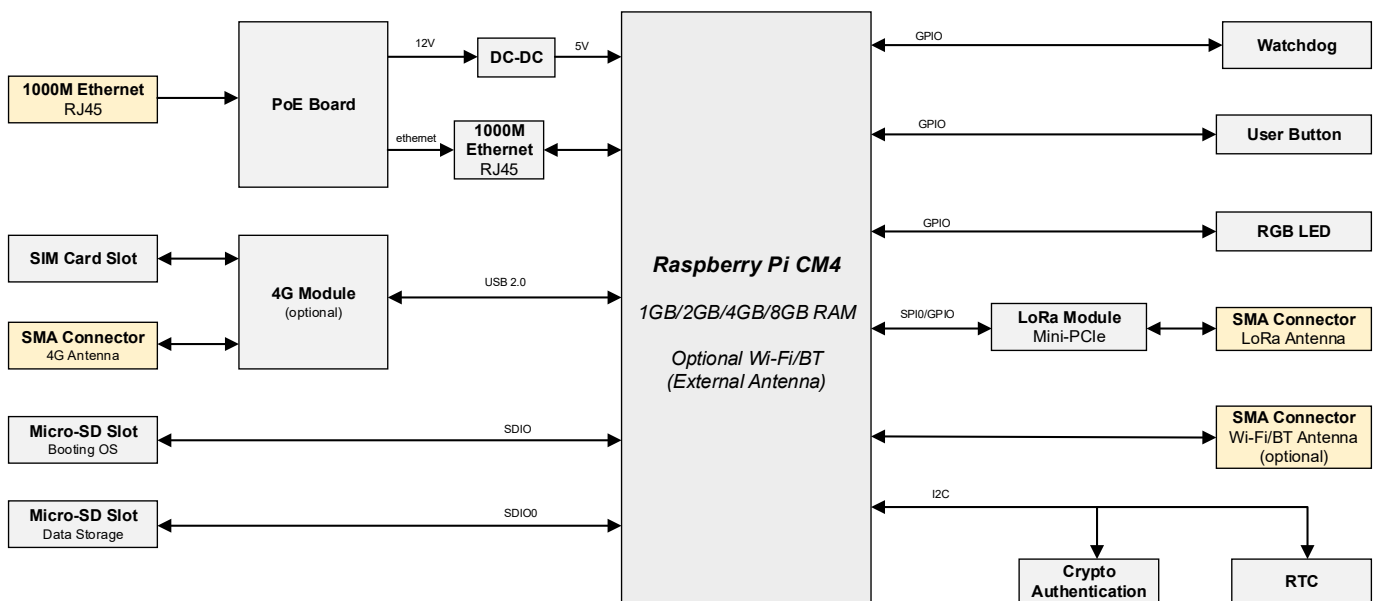 1000M Ethernet
RJ45
PoE Board
12V
DC-DC
5V
ethernet
1000M
Ethernet
RJ45
SIM Card Slot
SMA Connector
4G Antenna
4G Module
(optional)
USB 2.0
Micro-SD Slot
Booting OS
SDIO
Micro-SD Slot
Data Storage
SDIO0
Raspberry Pi CM4
1GB/2GB/4GB/8GB RAM
Optional Wi-Fi/BT
(External Antenna)
GPIO
Watchdog
GPIO
User Button
GPIO
RGB LED
SPI0/GPIO
LoRa Module
Mini-PCIe
SMA Connector
LoRa Antenna
SMA Connector
Wi-Fi/BT Antenna
(optional)
I2C
Crypto
Authentication
RTC